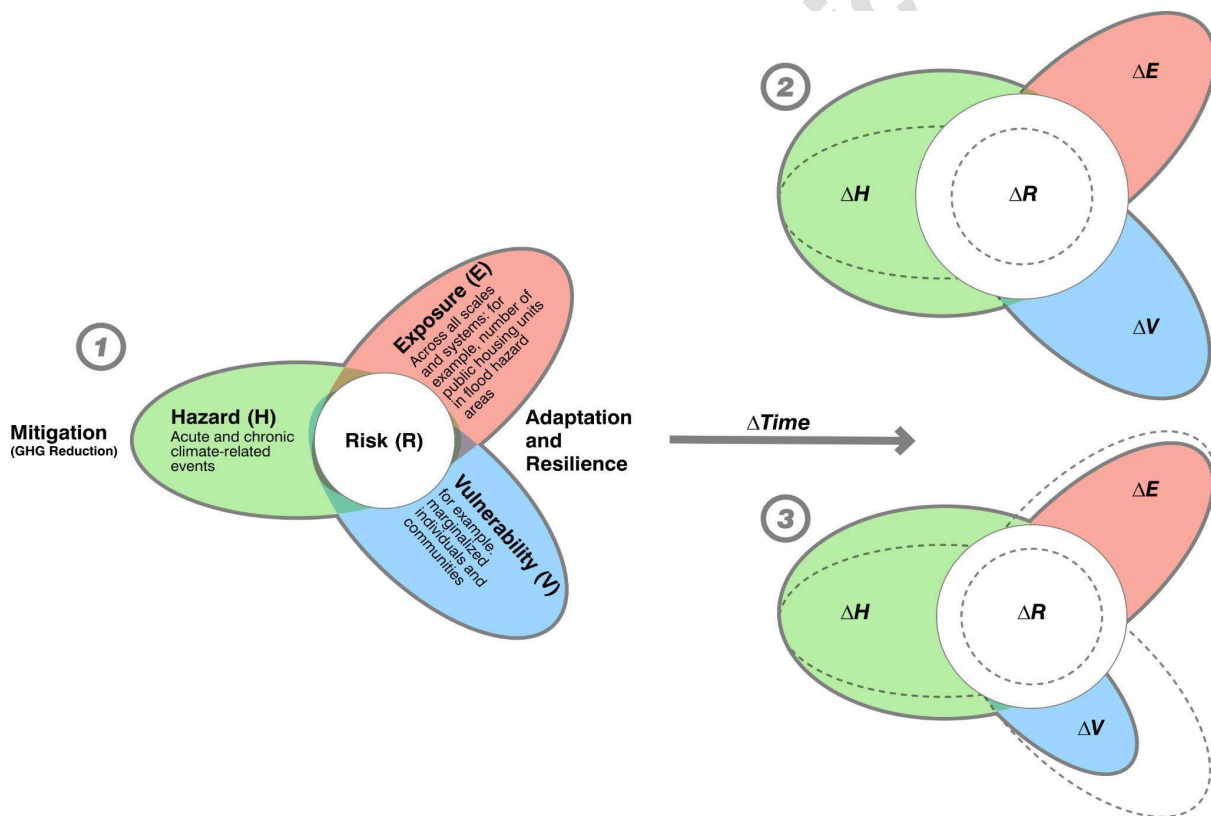 1
Mitigation
(GHG Reduction)
Hazard (H)
Acute and chronic
climate-related
events
Risk (R)
Exposure (E)
Across all scales
and systems: for
example, number of
public housing units
in flood hazard
areas
Vulnerability (V)
for example,
marginalized
individuals and
communities
Adaptation
and
Resilience
ΔTime
2
ΔH
ΔR
ΔE
ΔV
3
ΔH
ΔR
ΔE
ΔV